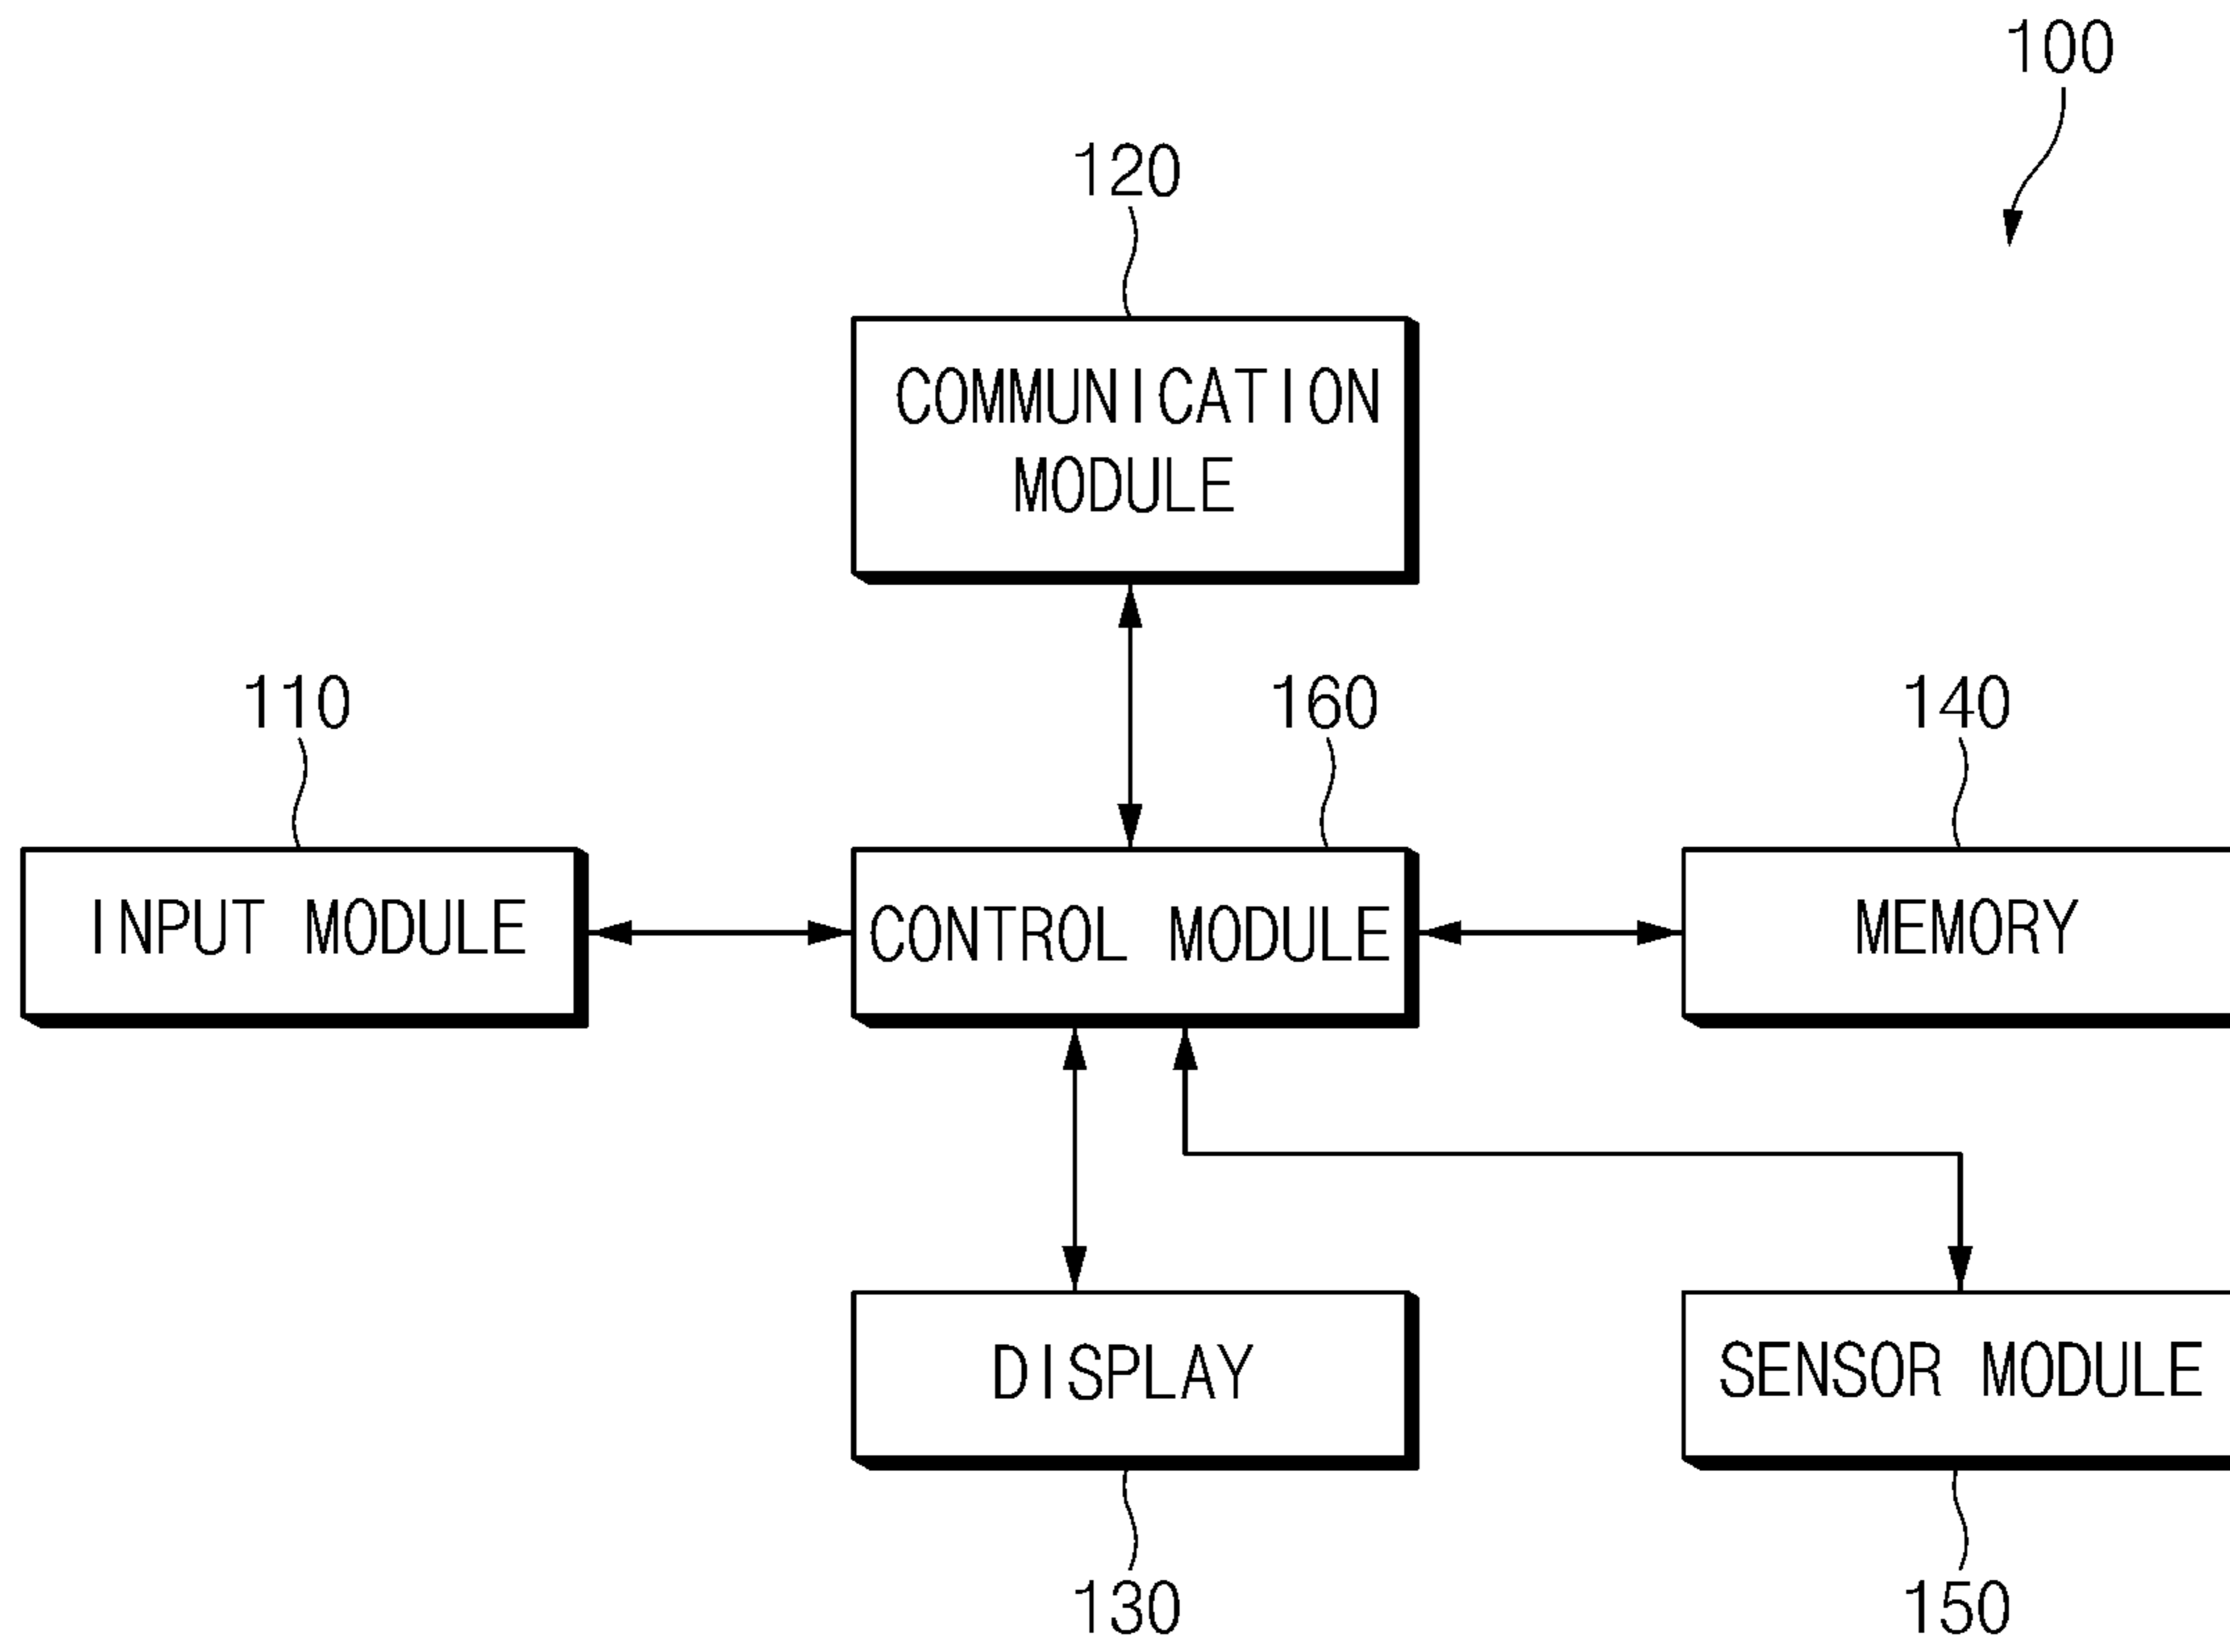 100
120
COMMUNICATION
MODULE
110
160
140
INPUT MODULE
CONTROL MODULE
MEMORY
DISPLAY
SENSOR MODULE
130
150